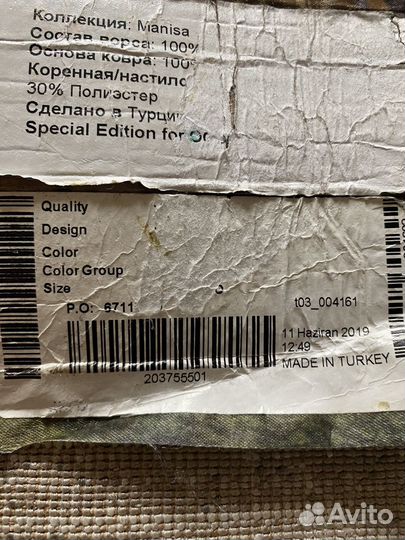 Коллекция: Manisa
Состав ворса: 100%
Основа ковра: 100%
Коренная/настило
30% Полиэстер
Сделано в Турци
Special Edition for
Quality
Design
Color
Color Group
Size
P.O: 6711
t03_004161
203755501
11 Haziran 2019
12:49
MADE IN TURKEY
Avito